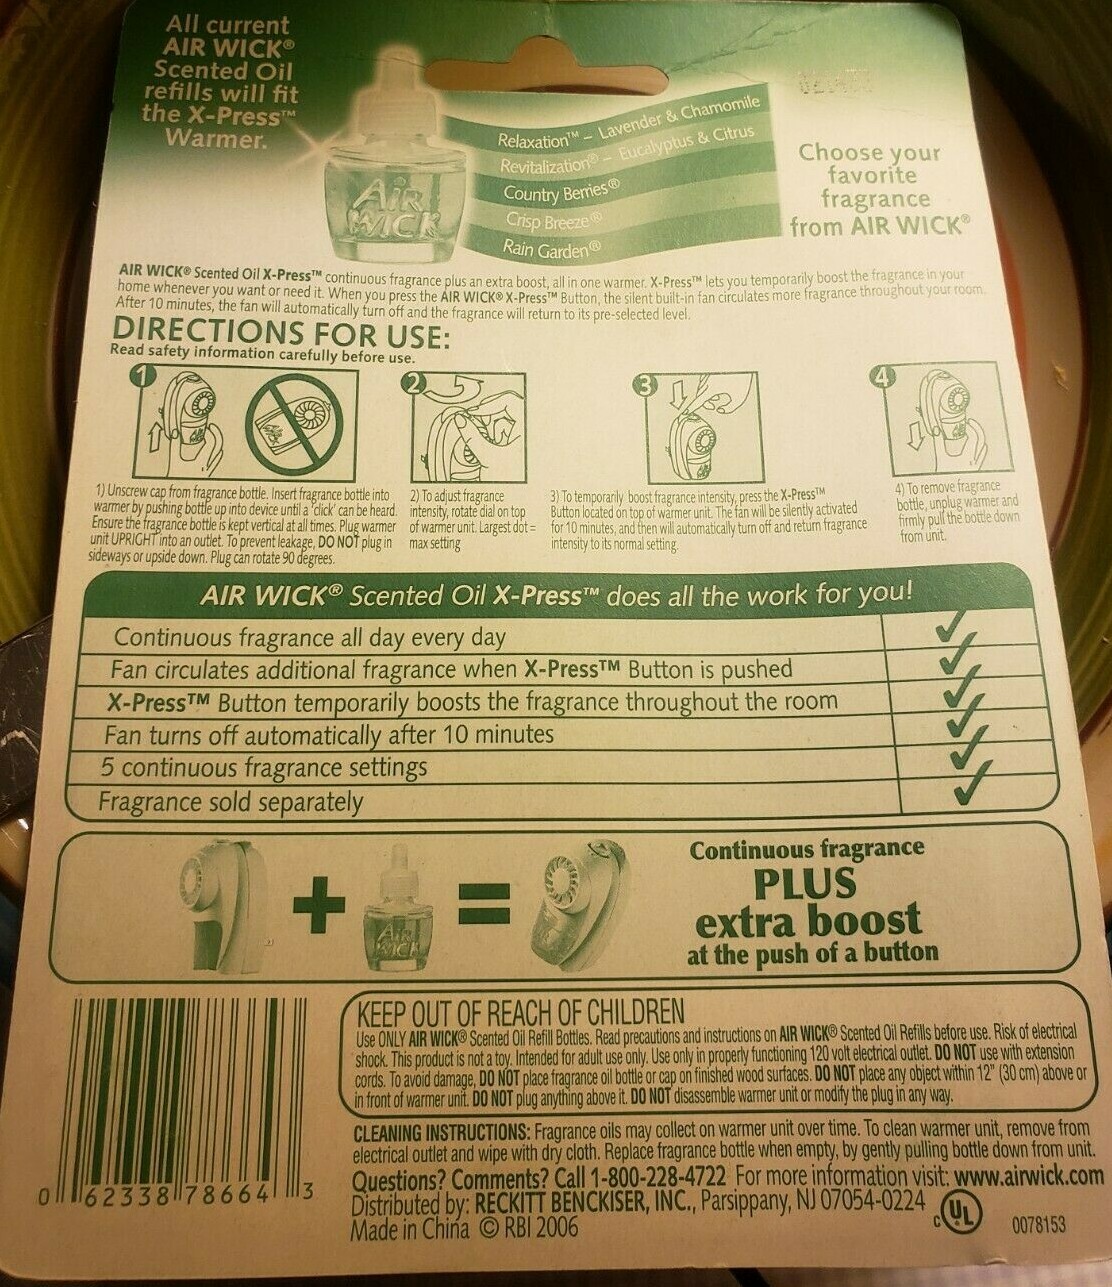 All current
AIR WICK®
Scented Oil
refills will fit
the X-Press™
Warmer.
AIR
WICK
Relaxation™ – Lavender & Chamomile
Revitalization® – Eucalyptus & Citrus
Country Berries®
Crisp Breeze®
Rain Garden®
Choose your
favorite
fragrance
from AIR WICK®
AIR WICK® Scented Oil X-Press™ continuous fragrance plus an extra boost, all in one warmer. X-Press™ lets you temporarily boost the fragrance in your
home whenever you want or need it. When you press the AIR WICK® X-Press™ Button, the silent built-in fan circulates more fragrance throughout your room.
After 10 minutes, the fan will automatically turn off and the fragrance will return to its pre-selected level.
DIRECTIONS FOR USE:
Read safety information carefully before use.
1
2
3
4
1) Unscrew cap from fragrance bottle. Insert fragrance bottle into
warmer by pushing bottle up into device until a 'click' can be heard.
Ensure the fragrance bottle is kept vertical at all times. Plug warmer
unit UPRIGHT into an outlet. To prevent leakage, DO NOT plug in
sideways or upside down. Plug can rotate 90 degrees.
2) To adjust fragrance
intensity, rotate dial on top
of warmer unit. Largest dot =
max setting
3) To temporarily boost fragrance intensity, press the X-Press™
Button located on top of warmer unit. The fan will be silently activated
for 10 minutes, and then will automatically turn off and return fragrance
intensity to its normal setting.
4) To remove fragrance
bottle, unplug warmer and
firmly pull the bottle down
from unit.
AIR WICK® Scented Oil X-Press™ does all the work for you!
Continuous fragrance all day every day
Fan circulates additional fragrance when X-Press™ Button is pushed
X-Press™ Button temporarily boosts the fragrance throughout the room
Fan turns off automatically after 10 minutes
5 continuous fragrance settings
Fragrance sold separately
+
AIR
WICK
=
Continuous fragrance
PLUS
extra boost
at the push of a button
KEEP OUT OF REACH OF CHILDREN
Use ONLY AIR WICK® Scented Oil Refill Bottles. Read precautions and instructions on AIR WICK® Scented Oil Refills before use. Risk of electrical
shock. This product is not a toy. Intended for adult use only. Use only in properly functioning 120 volt electrical outlet. DO NOT use with extension
cords. To avoid damage, DO NOT place fragrance oil bottle or cap on finished wood surfaces. DO NOT place any object within 12" (30 cm) above or
in front of warmer unit. DO NOT plug anything above it. DO NOT disassemble warmer unit or modify the plug in any way.
CLEANING INSTRUCTIONS: Fragrance oils may collect on warmer unit over time. To clean warmer unit, remove from
electrical outlet and wipe with dry cloth. Replace fragrance bottle when empty, by gently pulling bottle down from unit.
Questions? Comments? Call 1-800-228-4722 For more information visit: www.airwick.com
Distributed by: RECKITT BENCKISER, INC., Parsippany, NJ 07054-0224
Made in China © RBI 2006
c UL
0078153
0 62338 78664 3